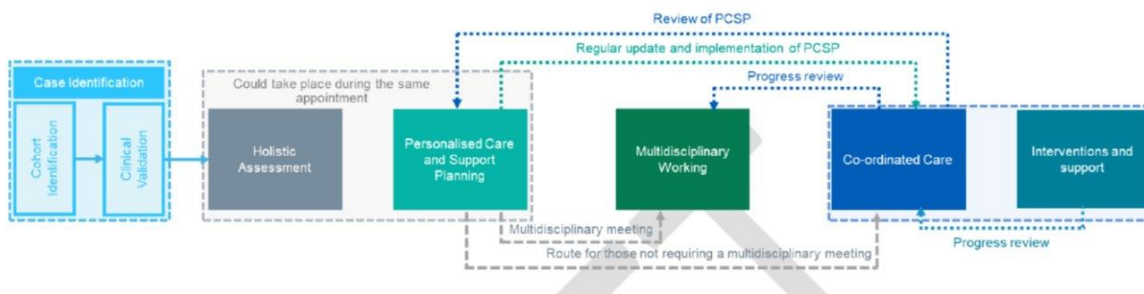 Review of PCSP
Regular update and implementation of PCSP
Case Identification
Could take place during the same
appointment
Progress review
Cohort
Identification
Clinical
Validation
Holistic
Assessment
Personalised Care
and Support
Planning
Multidisciplinary
Working
Co-ordinated Care
Interventions and
support
Multidisciplinary meeting
Route for those not requiring a multidisciplinary meeting
Progress review